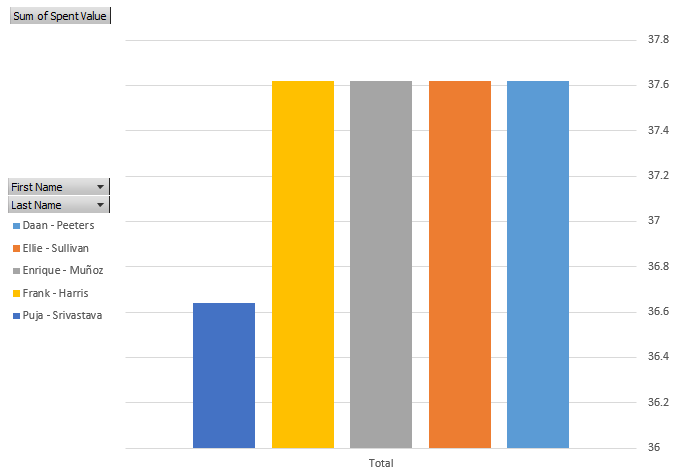 Sum of Spent Value
First Name
Last Name
Daan - Peeters
Ellie - Sullivan
Enrique - Muñoz
Frank - Harris
Puja - Srivastava
37.8
37.6
37.4
37.2
37
36.8
36.6
36.4
36.2
36
Total